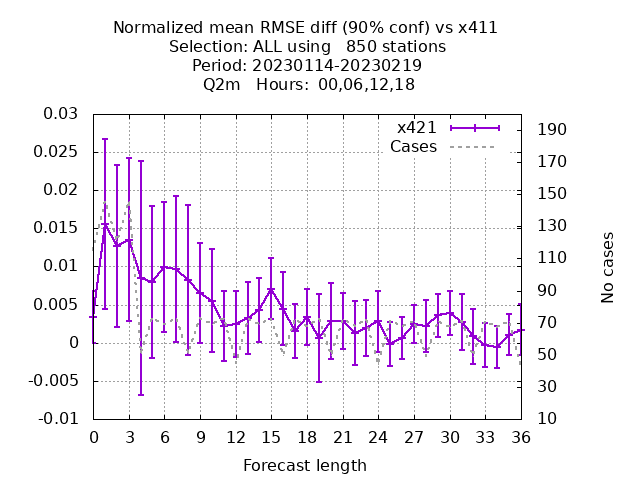 Normalized mean RMSE diff (90% conf) vs x411
Selection: ALL using   850 stations
Period: 20230114-20230219
Q2m   Hours:  00,06,12,18
x421
Cases
0.03
0.025
0.02
0.015
0.01
0.005
0
-0.005
-0.01
190
170
150
130
110
90
70
50
30
10
No cases
0 3 6 9 12 15 18 21 24 27 30 33 36
Forecast length